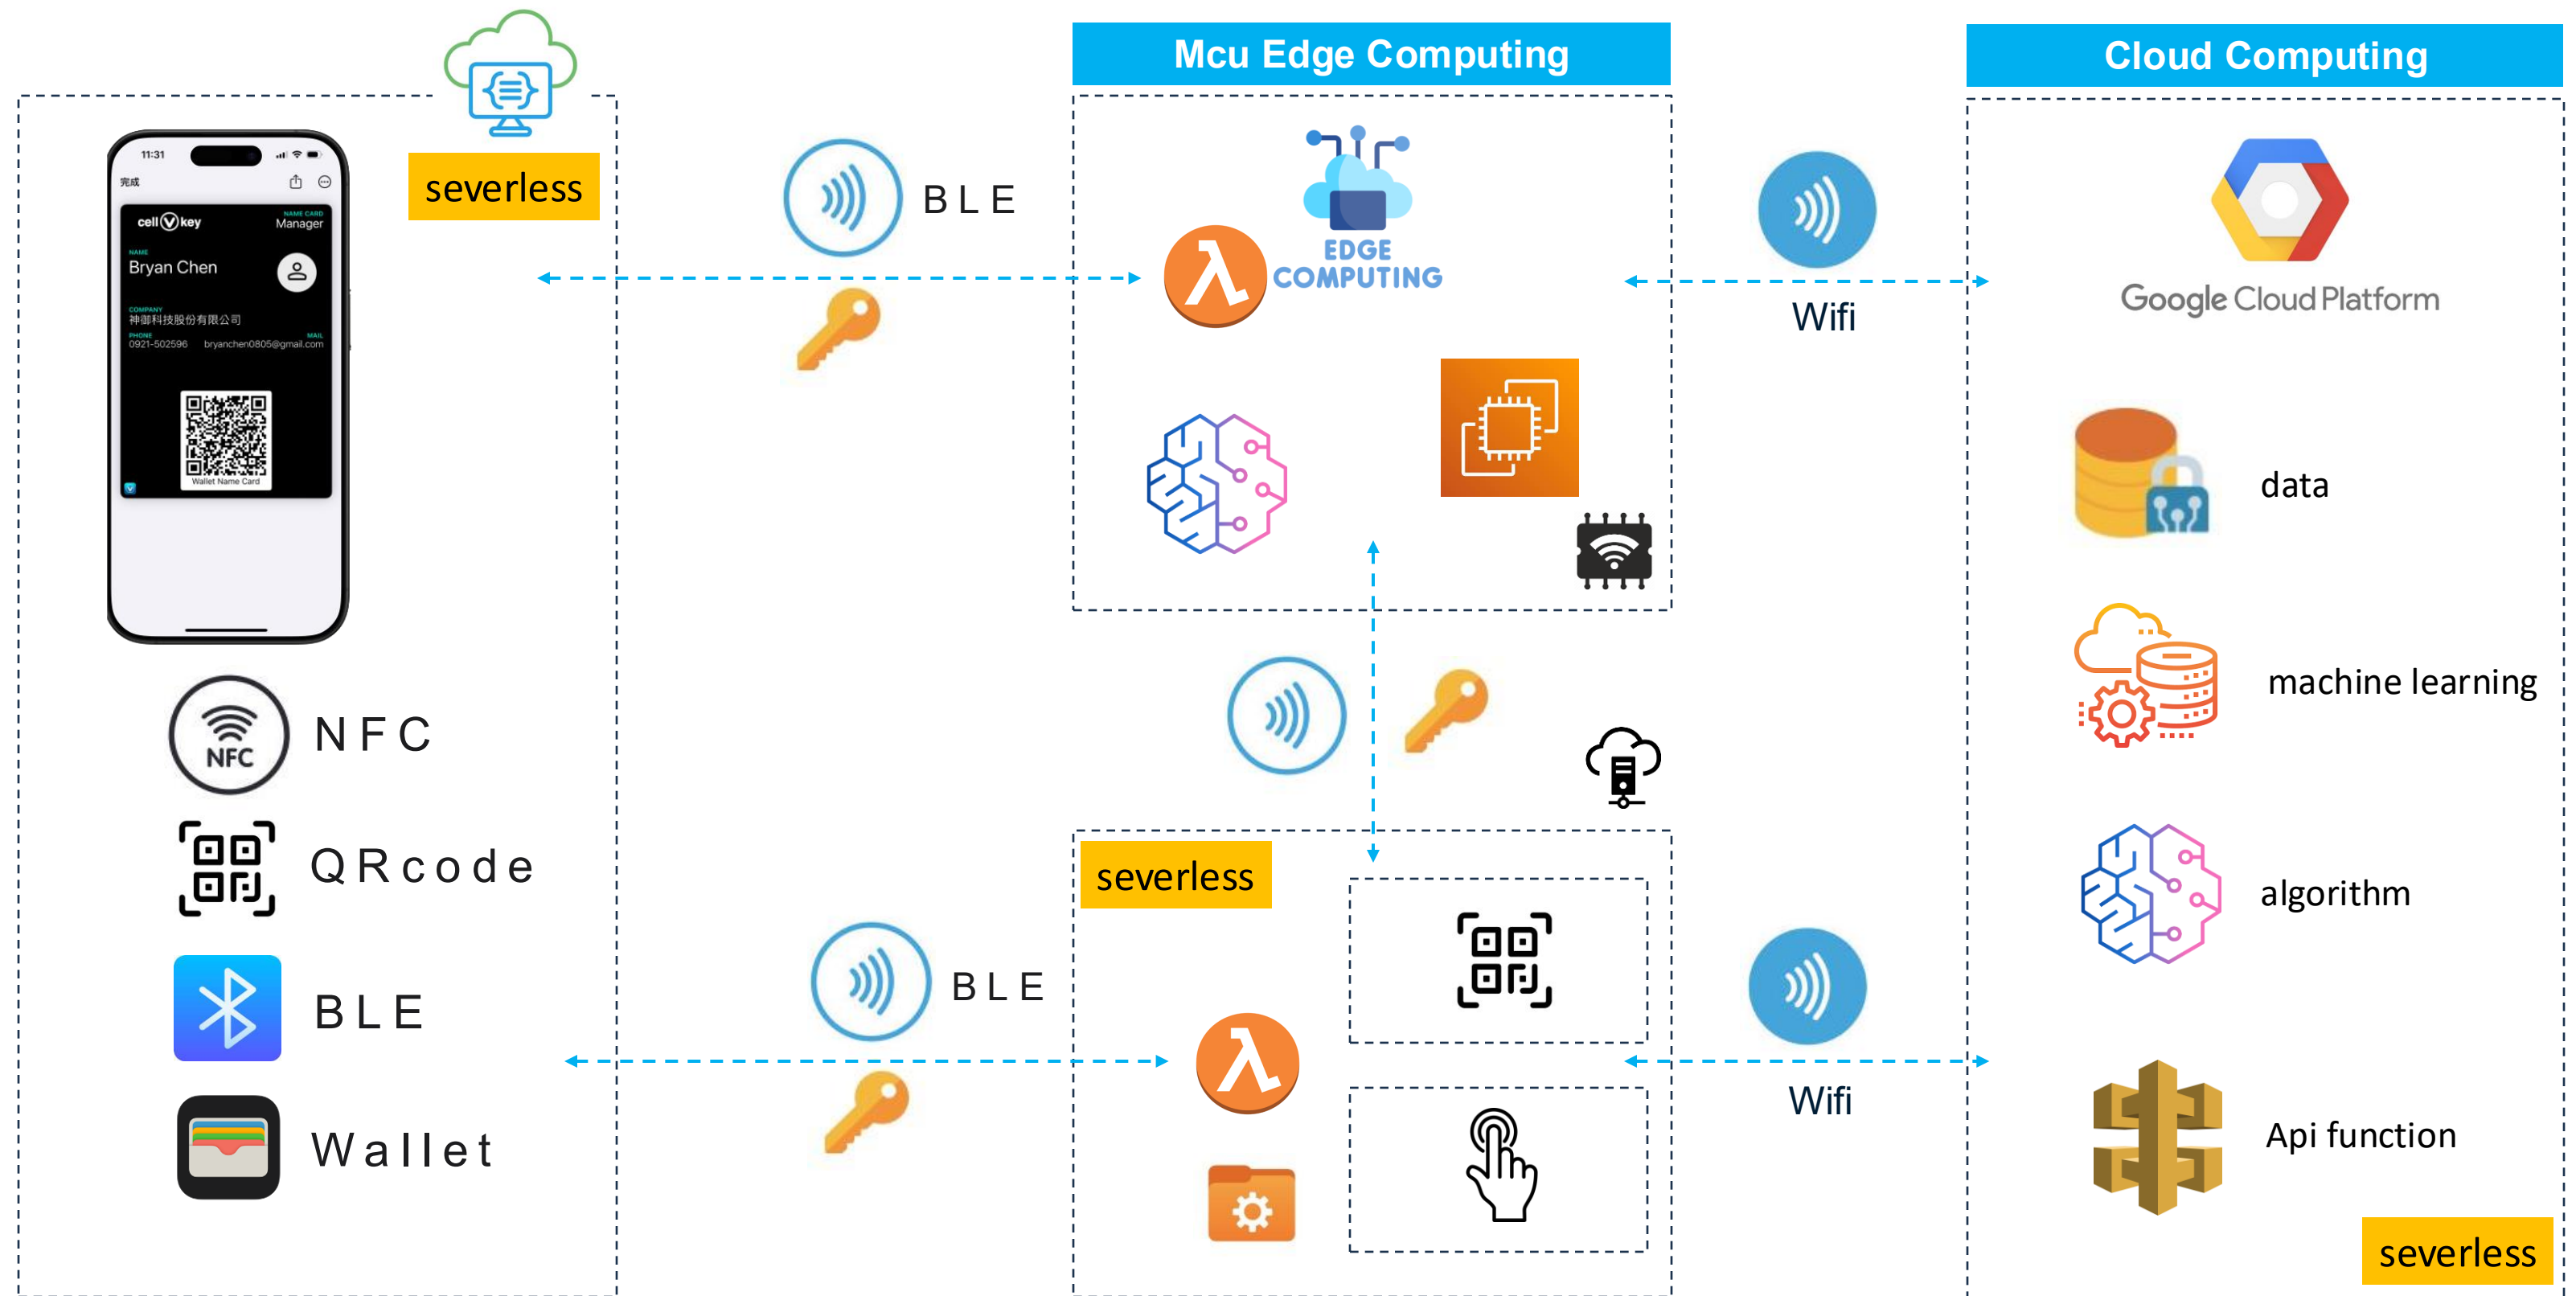 Mcu Edge Computing
Cloud Computing
severless
11:31
完成
cell V key
NAME CARD
Manager
NAME
Bryan Chen
COMPANY
神御科技股份有限公司
PHONE
MAIL
0921-502596
bryanchen0805@gmail.com
Wallet Name Card
NFC
NFC
QRcode
BLE
Wallet
BLE
BLE
EDGE
COMPUTING
severless
Wifi
Wifi
Google Cloud Platform
data
machine learning
algorithm
Api function
severless